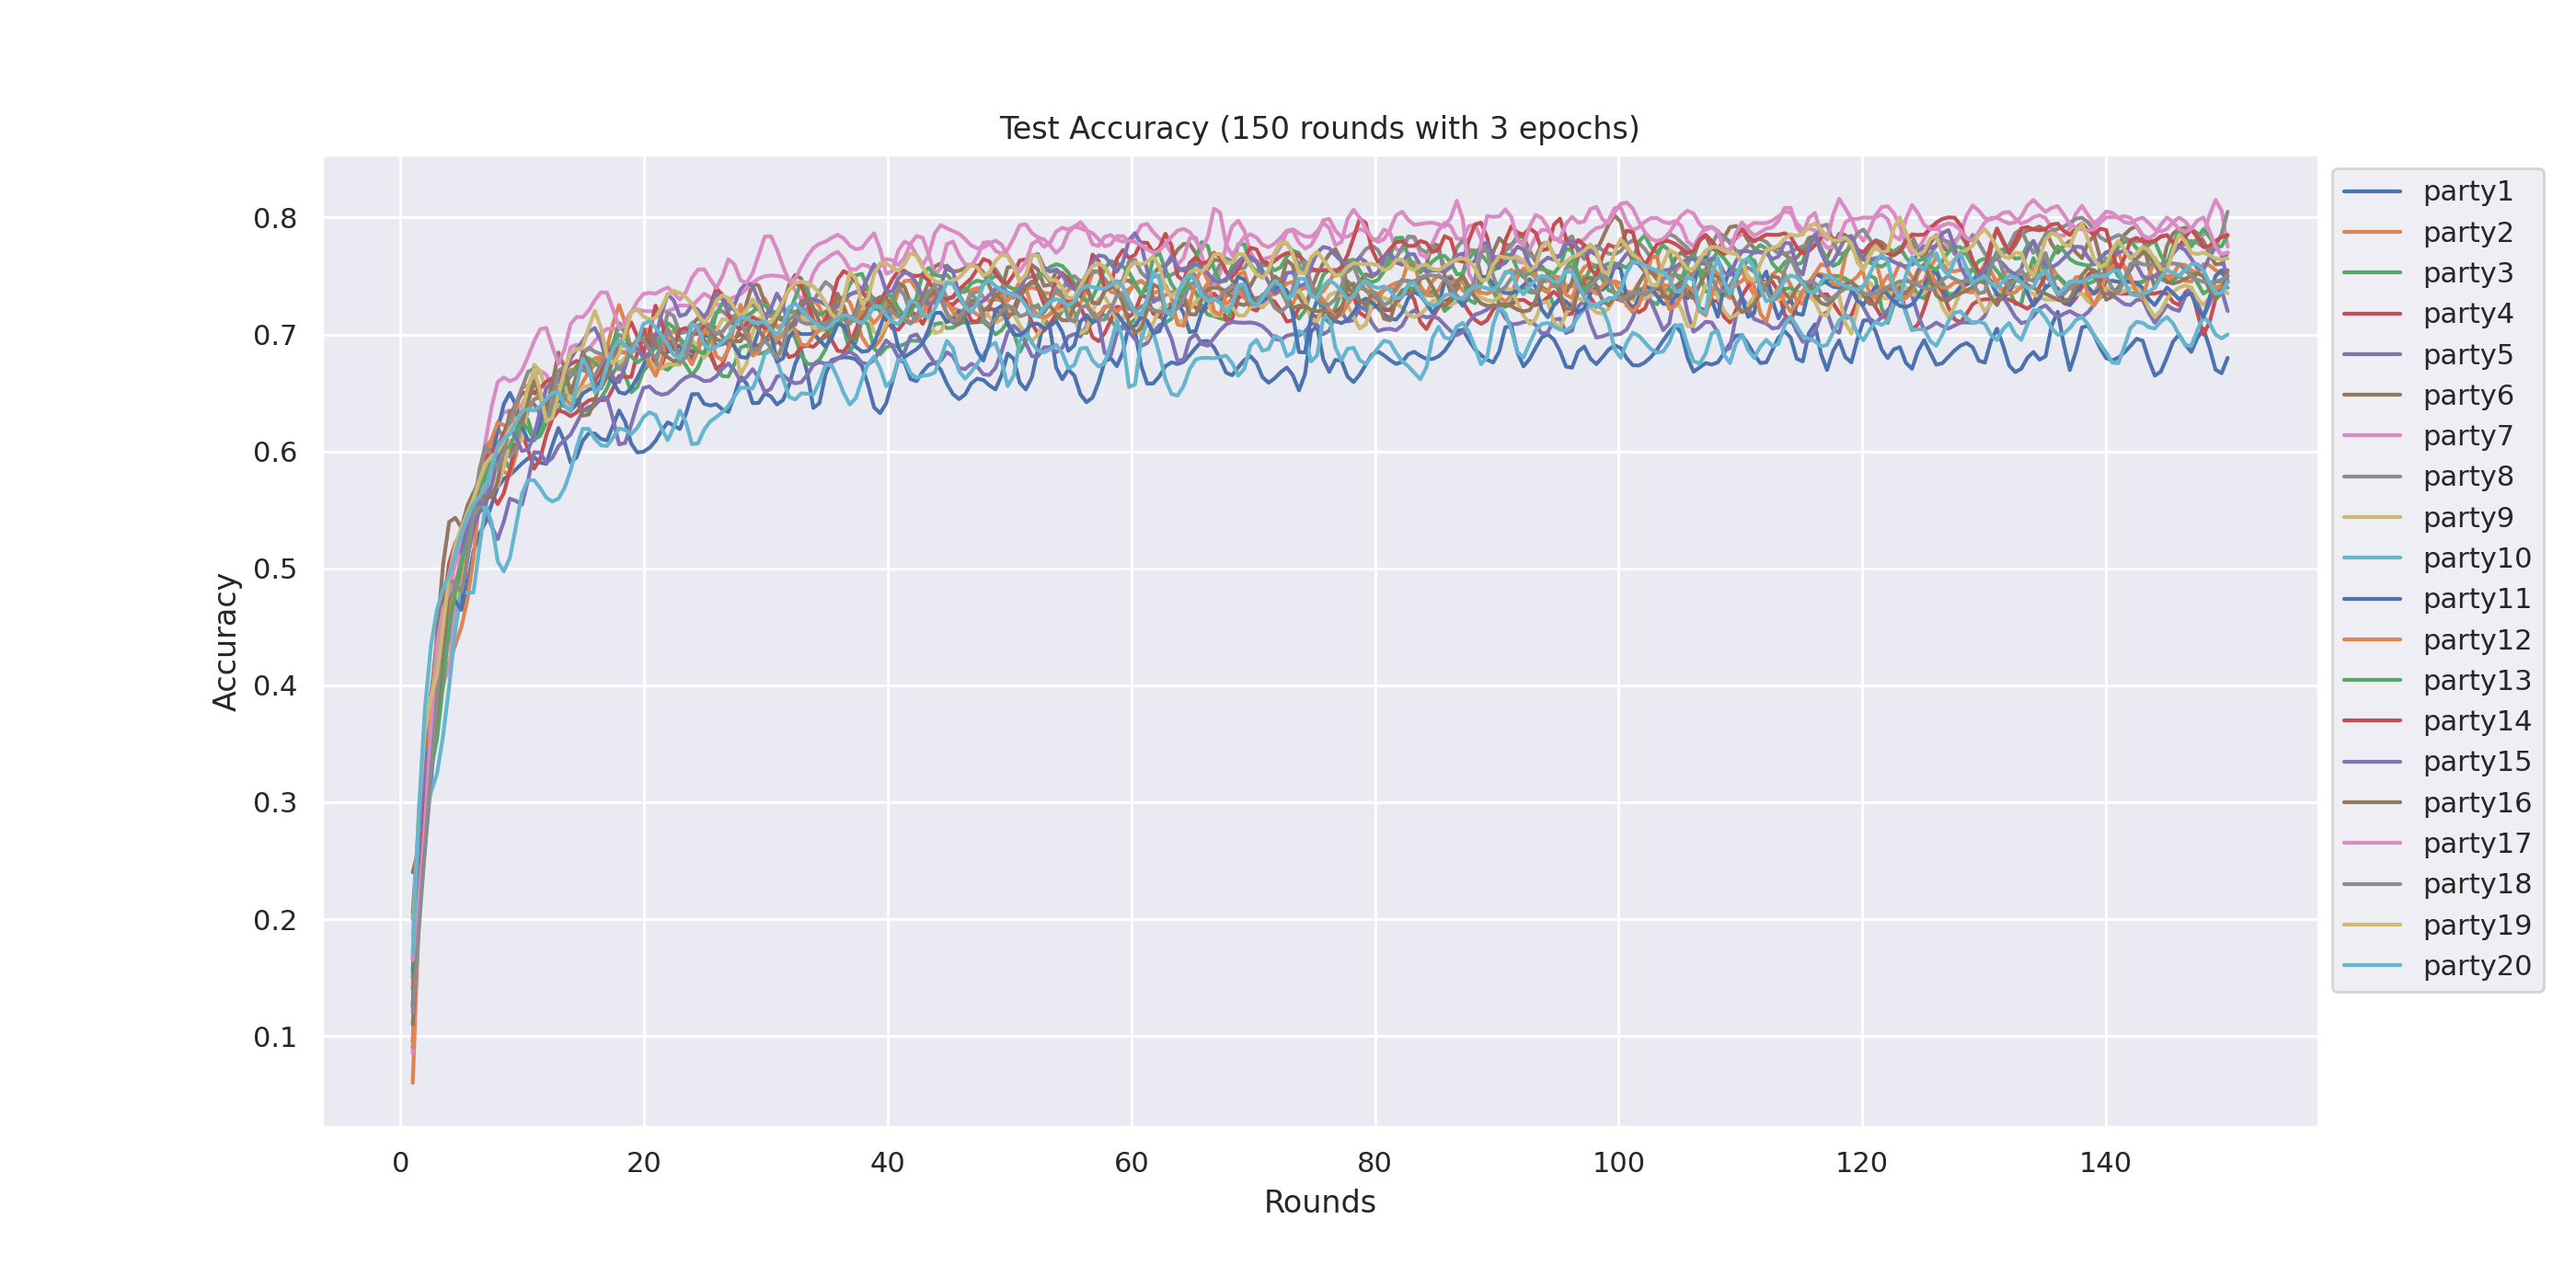 Test Accuracy (150 rounds with 3 epochs)
0.8
0.7
0.6
0.5
0.4
0.3
0.2
0.1
Accuracy
0 20 40 60 80 100 120 140
Rounds
party1
party2
party3
party4
party5
party6
party7
party8
party9
party10
party11
party12
party13
party14
party15
party16
party17
party18
party19
party20